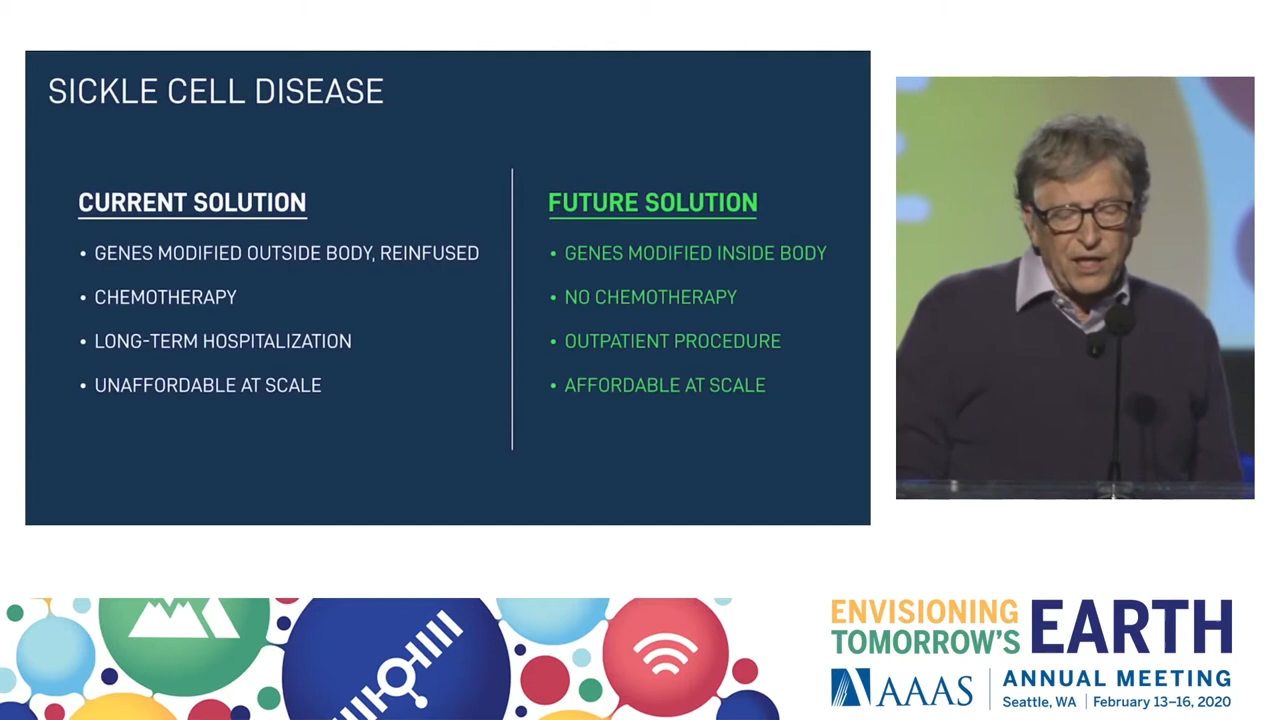 SICKLE CELL DISEASE
CURRENT SOLUTION
• GENES MODIFIED OUTSIDE BODY, REINFUSED
• CHEMOTHERAPY
• LONG-TERM HOSPITALIZATION
• UNAFFORDABLE AT SCALE
FUTURE SOLUTION
• GENES MODIFIED INSIDE BODY
• NO CHEMOTHERAPY
• OUTPATIENT PROCEDURE
• AFFORDABLE AT SCALE
ENVISIONING
TOMORROW'S
EARTH
AAAS
ANNUAL MEETING
Seattle, WA | February 13–16, 2020